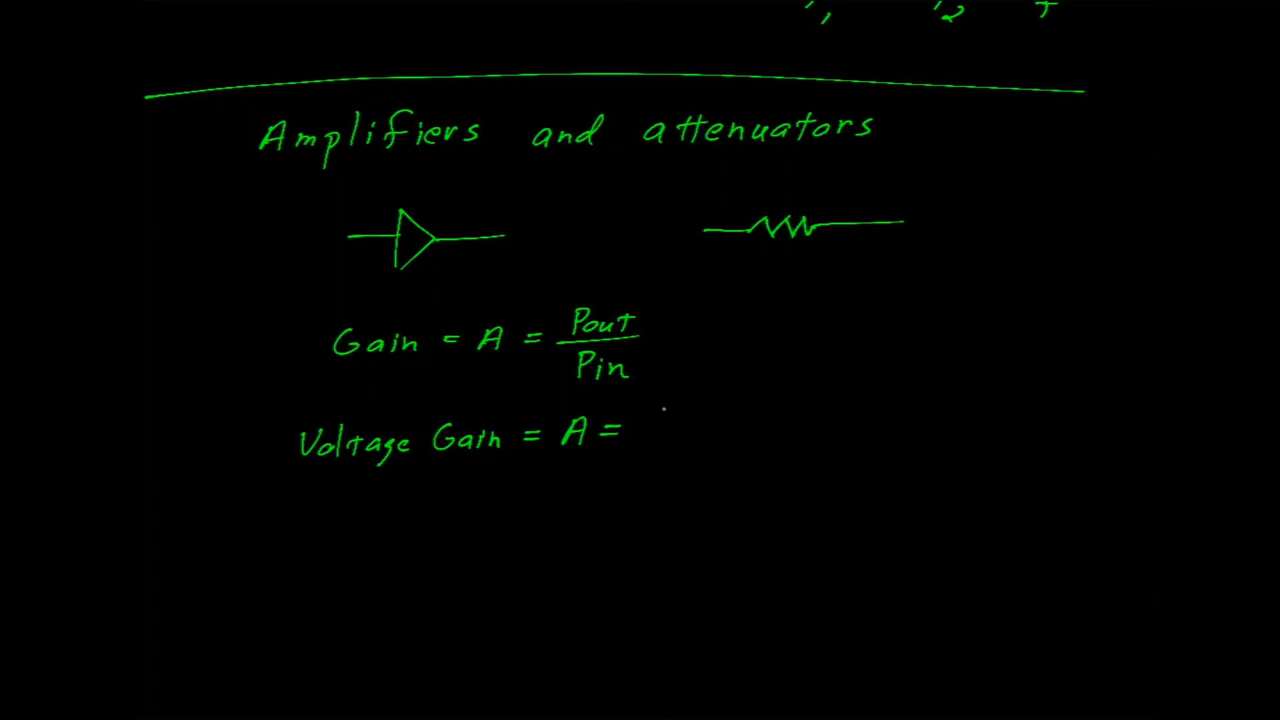 Amplifiers and attenuators
Gain = A = Pout / Pin
Voltage Gain = A =